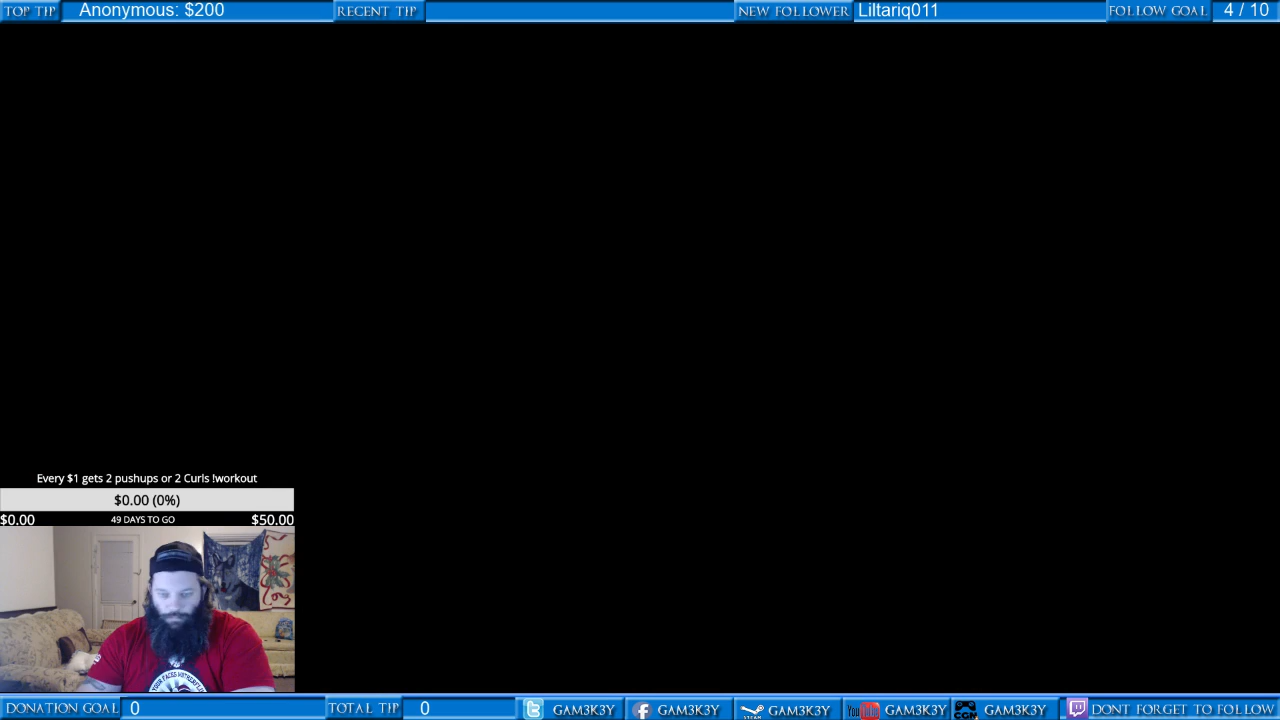 TOP TIP Anonymous: $200 RECENT TIP NEW FOLLOWER Liltariq011 FOLLOW GOAL 4 / 10
Every $1 gets 2 pushups or 2 Curls !workout
$0.00 (0%)
$0.00 49 DAYS TO GO $50.00
DONATION GOAL 0 TOTAL TIP 0 GAM3K3Y GAM3K3Y STEAM GAM3K3Y YouTube GAM3K3Y GAM3K3Y DONT FORGET TO FOLLOW